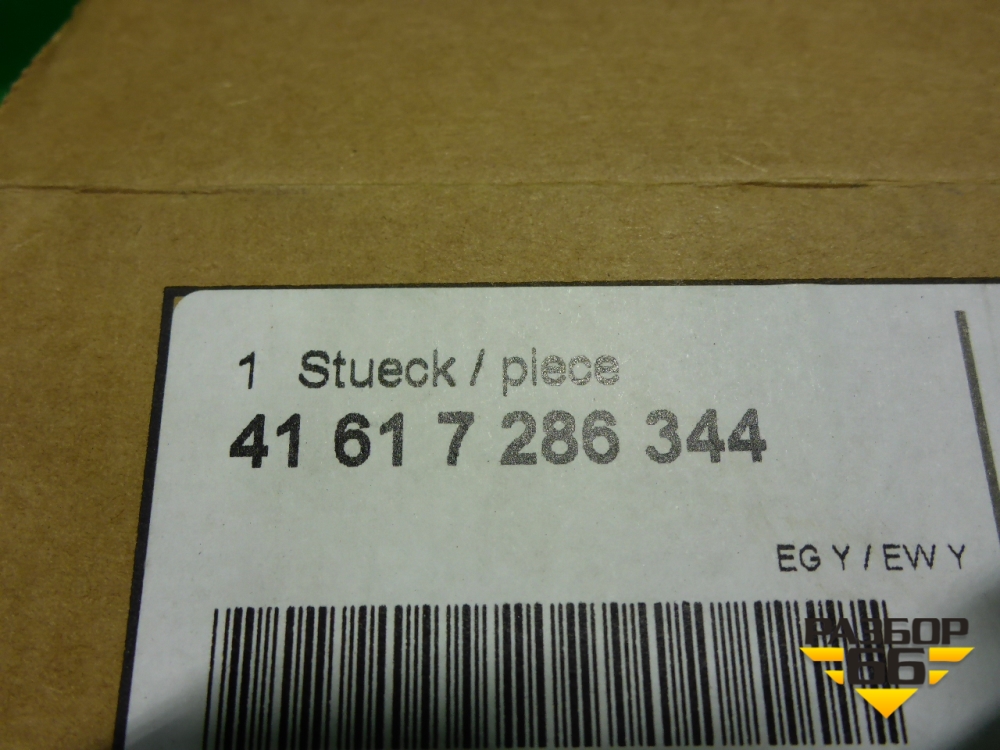 1 Stueck / piece
41 61 7 286 344
EG Y / EW Y
РАЗБОР
66